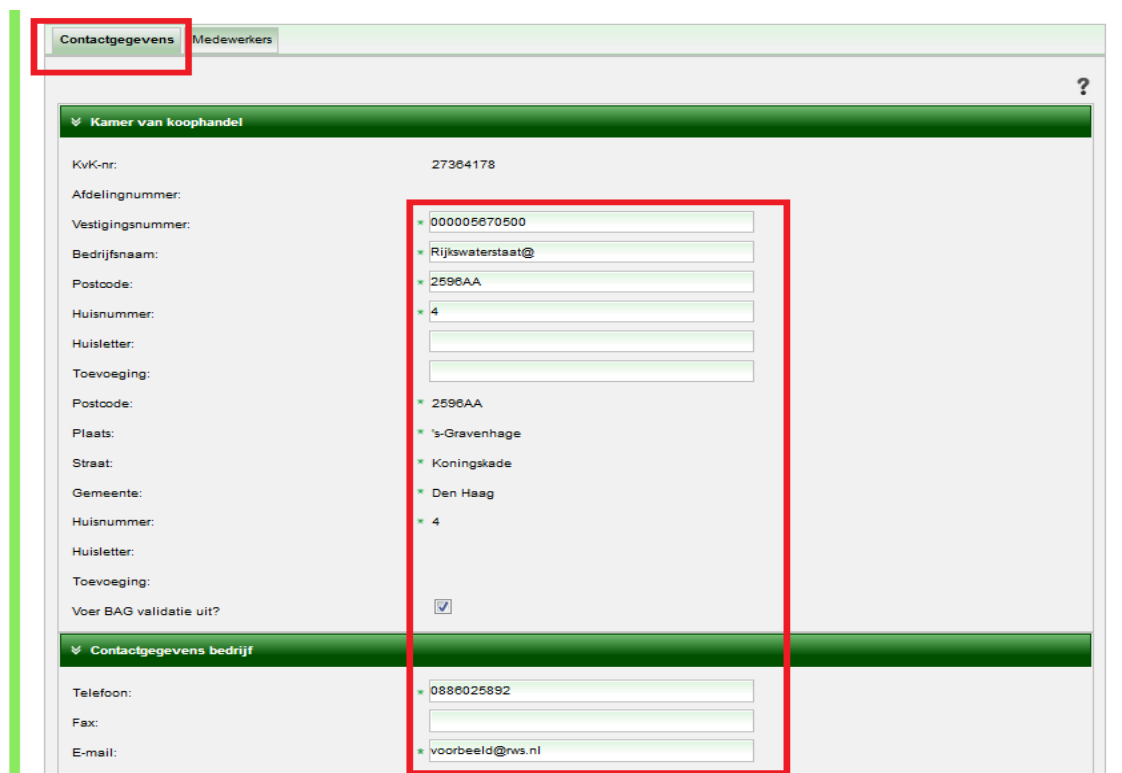 Contactgegevens Medewerkers
?
Kamer van koophandel
KvK-nr: 27364178
Afdelingnummer:
Vestigingsnummer: * 000005670500
Bedrijfsnaam: * Rijkswaterstaat@
Postcode: * 2596AA
Huisnummer: * 4
Huisletter:
Toevoeging:
Postcode: * 2596AA
Plaats: * 's-Gravenhage
Straat: * Koningskade
Gemeente: * Den Haag
Huisnummer: * 4
Huisletter:
Toevoeging:
Voer BAG validatie uit?
Contactgegevens bedrijf
Telefoon: * 0886025892
Fax:
E-mail: * voorbeeld@rws.nl